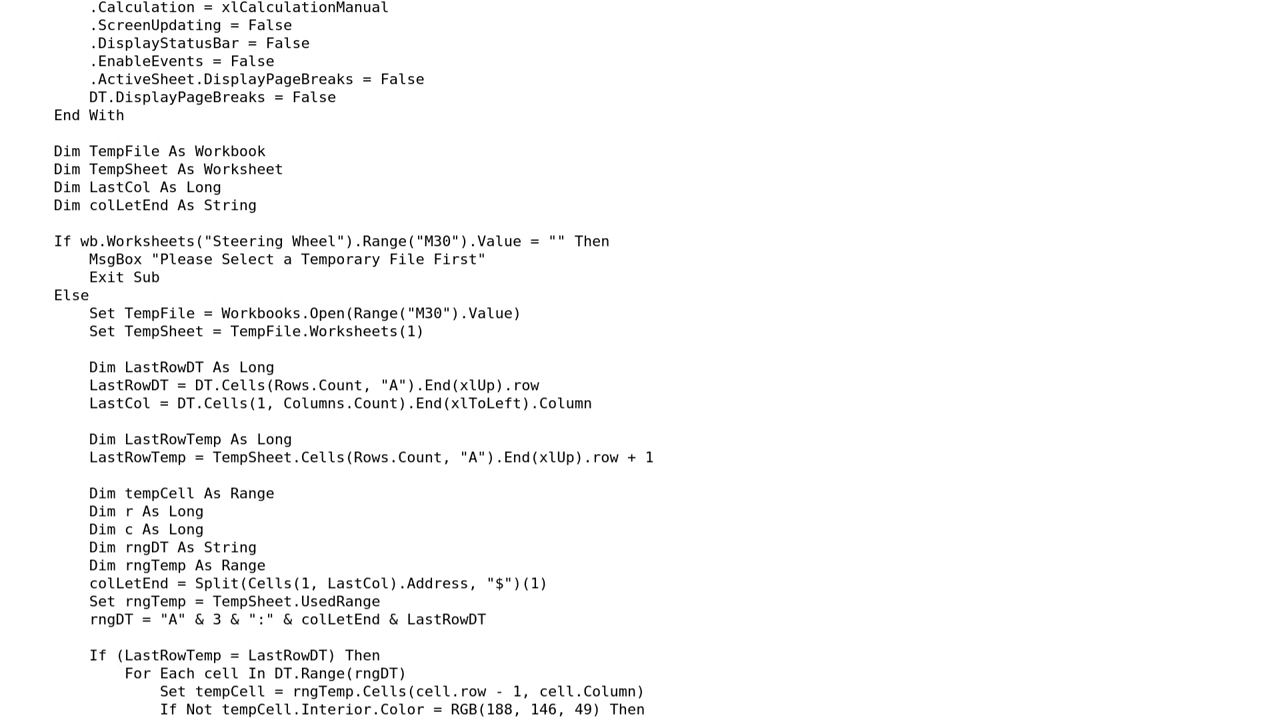 .Calculation = xlCalculationManual
.ScreenUpdating = False
.DisplayStatusBar = False
.EnableEvents = False
.ActiveSheet.DisplayPageBreaks = False
DT.DisplayPageBreaks = False
End With
Dim TempFile As Workbook
Dim TempSheet As Worksheet
Dim LastCol As Long
Dim colLetEnd As String
If wb.Worksheets("Steering Wheel").Range("M30").Value = "" Then
MsgBox "Please Select a Temporary File First"
Exit Sub
Else
Set TempFile = Workbooks.Open(Range("M30").Value)
Set TempSheet = TempFile.Worksheets(1)
Dim LastRowDT As Long
LastRowDT = DT.Cells(Rows.Count, "A").End(xlUp).row
LastCol = DT.Cells(1, Columns.Count).End(xlToLeft).Column
Dim LastRowTemp As Long
LastRowTemp = TempSheet.Cells(Rows.Count, "A").End(xlUp).row + 1
Dim tempCell As Range
Dim r As Long
Dim c As Long
Dim rngDT As String
Dim rngTemp As Range
colLetEnd = Split(Cells(1, LastCol).Address, "$")(1)
Set rngTemp = TempSheet.UsedRange
rngDT = "A" & 3 & ":" & colLetEnd & LastRowDT
If (LastRowTemp = LastRowDT) Then
For Each cell In DT.Range(rngDT)
Set tempCell = rngTemp.Cells(cell.row - 1, cell.Column)
If Not tempCell.Interior.Color = RGB(188, 146, 49) Then